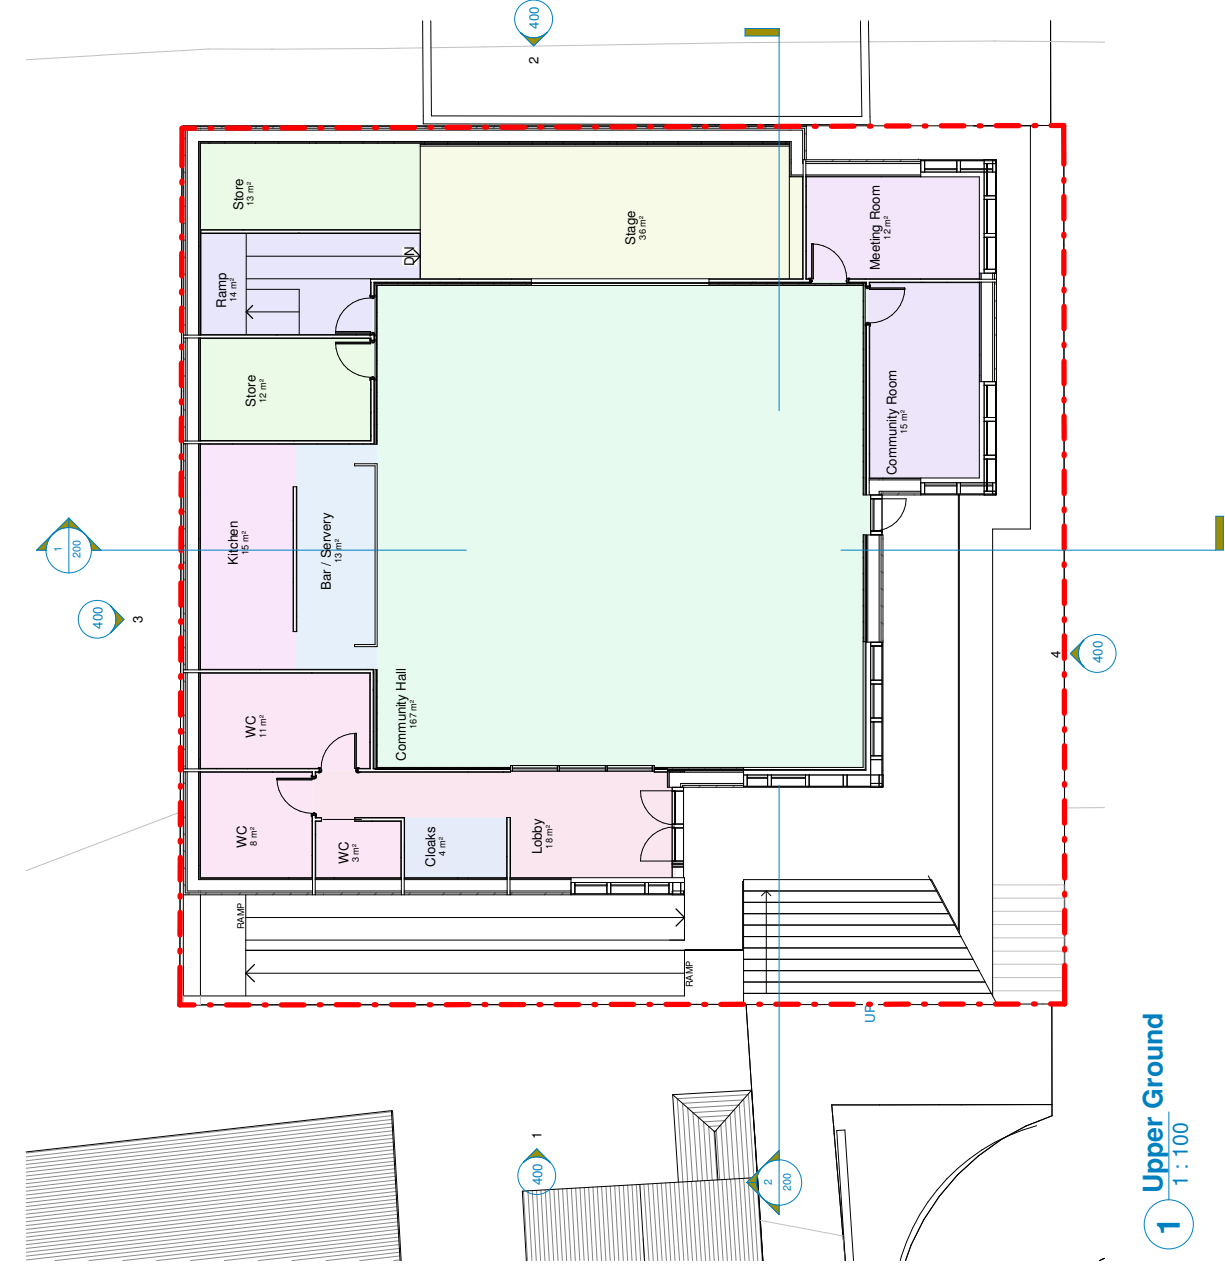 400
2
Store
13 m²
Stage
36 m²
Meeting Room
12 m²
DN
Ramp
14 m²
Store
12 m²
Community Room
15 m²
Kitchen
15 m²
Bar / Servery
13 m²
1
200
400
3
4
400
Community Hall
167 m²
WC
11 m²
WC
8 m²
WC
3 m²
Cloaks
4 m²
Lobby
18 m²
RAMP
RAMP
UP
1
400
2
200
1
Upper Ground
1 : 100